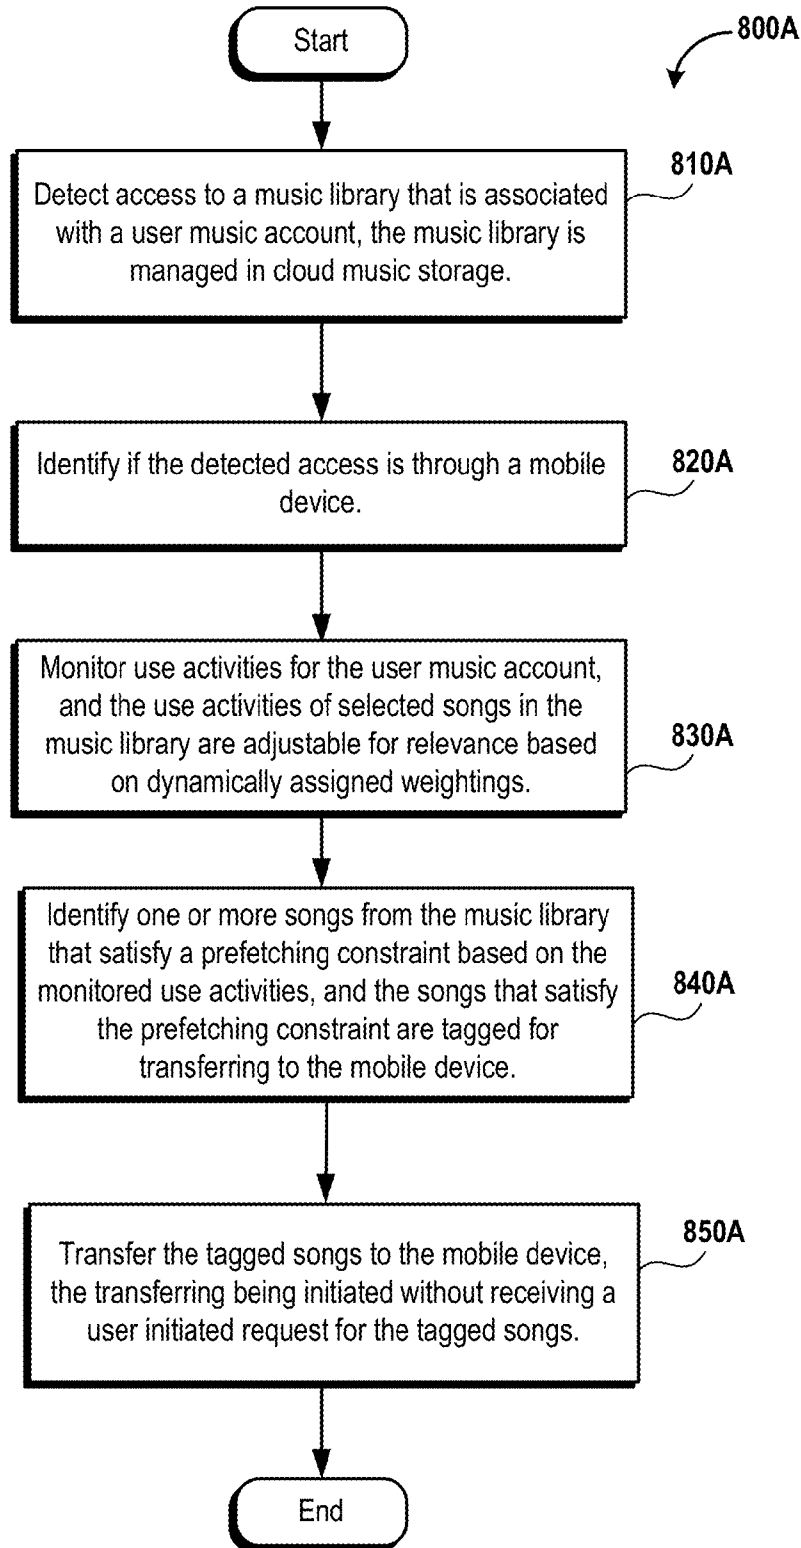 Start
800A
810A
Detect access to a music library that is associated
with a user music account, the music library is
managed in cloud music storage.
820A
Identify if the detected access is through a mobile
device.
830A
Monitor use activities for the user music account,
and the use activities of selected songs in the
music library are adjustable for relevance based
on dynamically assigned weightings.
840A
Identify one or more songs from the music library
that satisfy a prefetching constraint based on the
monitored use activities, and the songs that satisfy
the prefetching constraint are tagged for
transferring to the mobile device.
850A
Transfer the tagged songs to the mobile device,
the transferring being initiated without receiving a
user initiated request for the tagged songs.
End